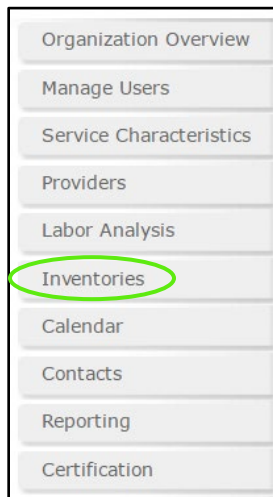 Organization Overview
Manage Users
Service Characteristics
Providers
Labor Analysis
Inventories
Calendar
Contacts
Reporting
Certification